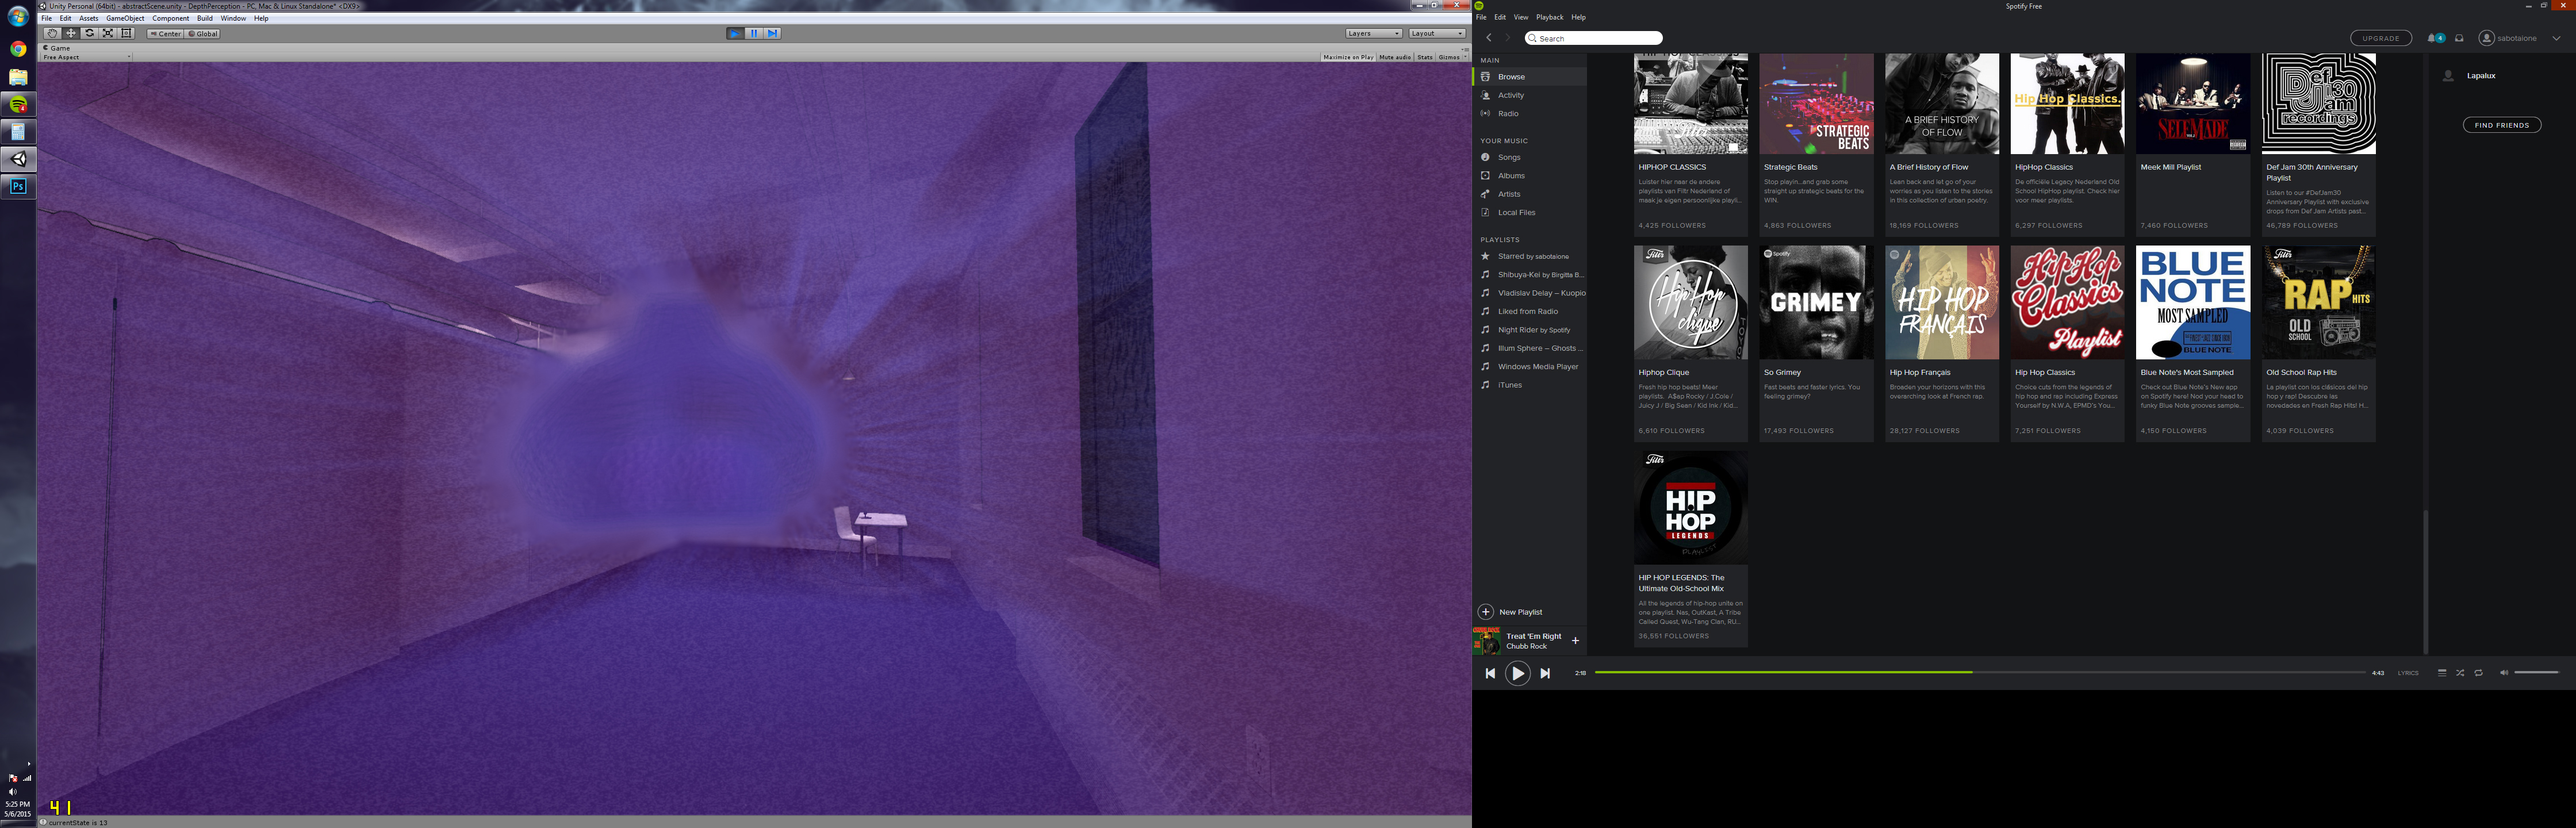 Unity Personal (64bit) - abstractScene.unity - DepthPerception - PC, Mac & Linux Standalone* <DX9>
File Edit Assets GameObject Component Build Window Help
Center Global
Layers Layout
Game
Free Aspect
Maximize on Play Mute audio Stats Gizmos
Ps
5:25 PM
5/6/2015
41
currentState is 13
Spotify Free
File Edit View Playback Help
Search
UPGRADE
4
sabotaione
MAIN
Browse
Activity
Radio
YOUR MUSIC
Songs
Albums
Artists
Local Files
PLAYLISTS
Starred by sabotaione
Shibuya-Kei by Birgitta B...
Vladislav Delay – Kuopio
Liked from Radio
Night Rider by Spotify
Illum Sphere – Ghosts ...
Windows Media Player
iTunes
New Playlist
Treat 'Em Right
Chubb Rock
STRATEGIC
BEATS
A BRIEF HISTORY
OF FLOW
Hip Hop Classics.
SELF MADE
Def
Jam 30
recordings
HIPHOP CLASSICS
Luister hier naar de andere
playlists van Filtr Nederland of
maak je eigen persoonlijke playli...
4,425 FOLLOWERS
Strategic Beats
Stop playin...and grab some
straight up strategic beats for the
WIN.
4,863 FOLLOWERS
A Brief History of Flow
Lean back and let go of your
worries as you listen to the stories
in this collection of urban poetry.
18,169 FOLLOWERS
HipHop Classics
De officiële Legacy Nederland Old
School HipHop playlist. Check hier
voor meer playlists.
5,297 FOLLOWERS
Meek Mill Playlist
7,460 FOLLOWERS
Def Jam 30th Anniversary
Playlist
Listen to our #DefJam30
Anniversary Playlist with exclusive
drops from Def Jam Artists past...
46,789 FOLLOWERS
Filtr
Hip Hop
clique
Spotify
GRIMEY
HIP HOP
FRANÇAIS
Hip Hop
Classics
Playlist
BLUE
NOTE
MOST SAMPLED
BLUE NOTE
Filtr
RAP HITS
OLD
SCHOOL
Hiphop Clique
Fresh hip hop beats! Meer
playlists. A$ap Rocky / J.Cole /
Juicy J / Big Sean / Kid Ink / Kid...
6,610 FOLLOWERS
So Grimey
Fast beats and faster lyrics. You
feeling grimey?
17,493 FOLLOWERS
Hip Hop Français
Broaden your horizons with this
overarching look at French rap.
28,127 FOLLOWERS
Hip Hop Classics
Choice cuts from the legends of
hip hop and rap including Express
Yourself by N.W.A, EPMD's You...
7,251 FOLLOWERS
Blue Note's Most Sampled
Check out Blue Note's New app
on Spotify here! Nod your head to
funky Blue Note grooves sample...
4,150 FOLLOWERS
Old School Rap Hits
La playlist con los clásicos del hip
hop y rap! Descubre las
novedades en Fresh Rap Hits! H...
4,039 FOLLOWERS
Filtr
HIP
HOP
LEGENDS
PLAYLIST
HIP HOP LEGENDS: The
Ultimate Old-School Mix
All the legends of hip-hop unite on
one playlist. Nas, OutKast, A Tribe
Called Quest, Wu-Tang Clan, RU...
36,551 FOLLOWERS
Lapalux
FIND FRIENDS
2:18
4:43
LYRICS